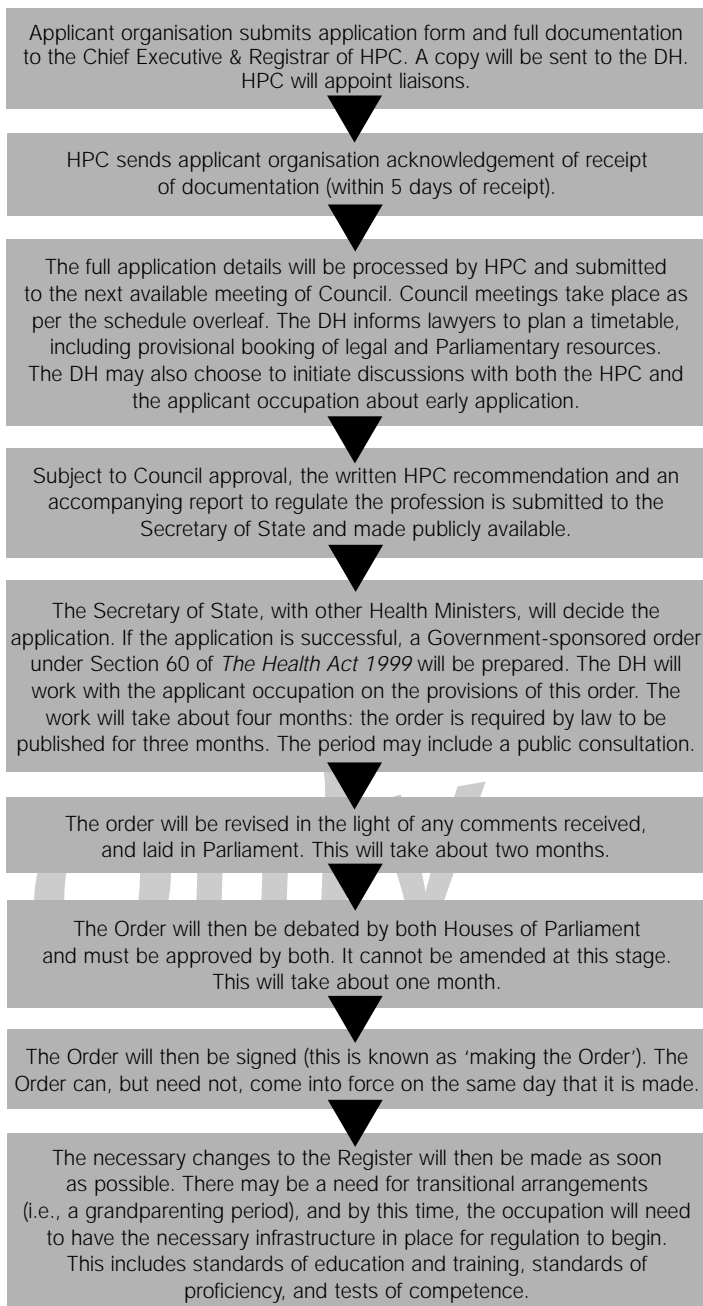 Applicant organisation submits application form and full documentation
to the Chief Executive & Registrar of HPC. A copy will be sent to the DH.
HPC will appoint liaisons.
HPC sends applicant organisation acknowledgement of receipt
of documentation (within 5 days of receipt).
The full application details will be processed by HPC and submitted
to the next available meeting of Council. Council meetings take place as
per the schedule overleaf. The DH informs lawyers to plan a timetable,
including provisional booking of legal and Parliamentary resources.
The DH may also choose to initiate discussions with both the HPC and
the applicant occupation about early application.
Subject to Council approval, the written HPC recommendation and an
accompanying report to regulate the profession is submitted to the
Secretary of State and made publicly available.
The Secretary of State, with other Health Ministers, will decide the
application. If the application is successful, a Government-sponsored order
under Section 60 of The Health Act 1999 will be prepared. The DH will
work with the applicant occupation on the provisions of this order. The
work will take about four months: the order is required by law to be
published for three months. The period may include a public consultation.
The order will be revised in the light of any comments received,
and laid in Parliament. This will take about two months.
The Order will then be debated by both Houses of Parliament
and must be approved by both. It cannot be amended at this stage.
This will take about one month.
The Order will then be signed (this is known as ‘making the Order’). The
Order can, but need not, come into force on the same day that it is made.
The necessary changes to the Register will then be made as soon
as possible. There may be a need for transitional arrangements
(i.e., a grandparenting period), and by this time, the occupation will need
to have the necessary infrastructure in place for regulation to begin.
This includes standards of education and training, standards of
proficiency, and tests of competence.